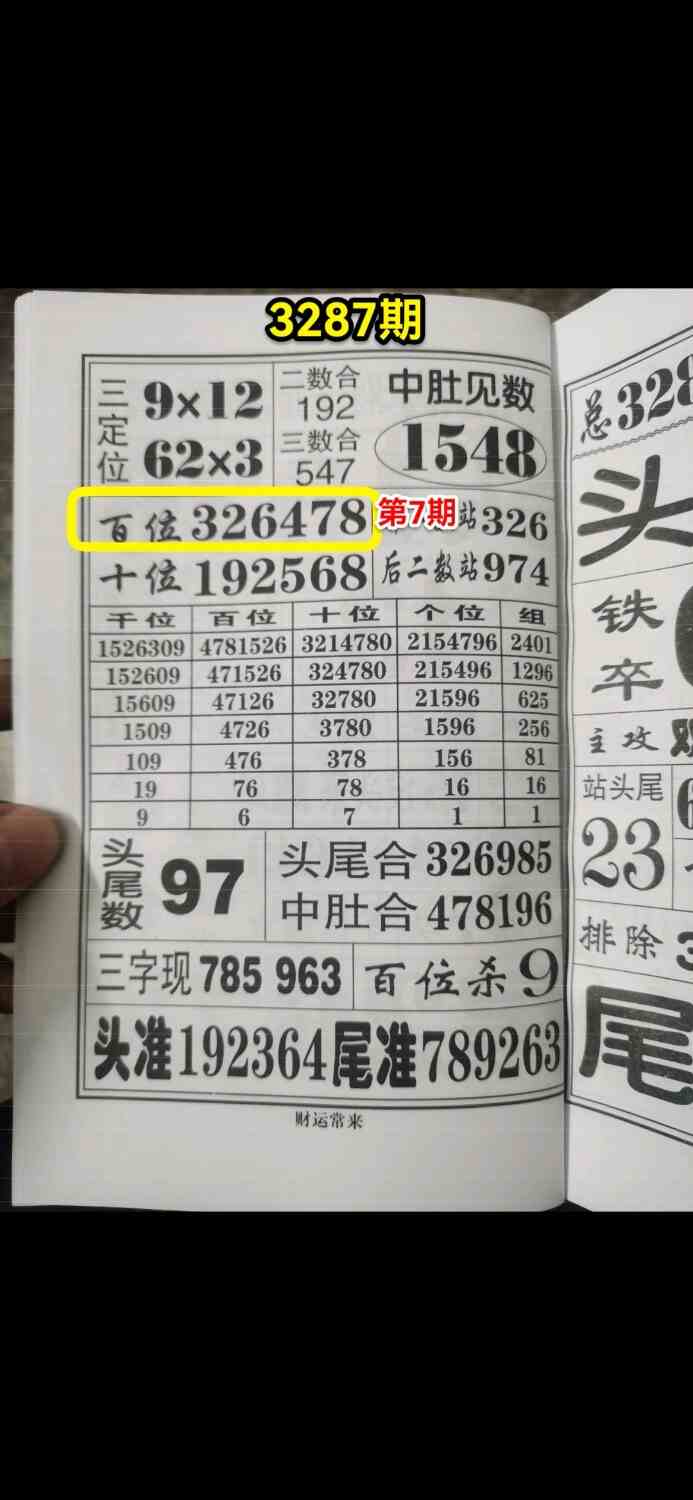 3287期
三定位 9×12 62×3
二数合
192
三数合
547
中肚见数
1548
百位 326478
第7期
站 326
十位 192568
后二数站 974
千位 百位 十位 个位 组
1526309 4781526 3214780 2154796 2401
152609 471526 324780 215496 1296
15609 47126 32780 21596 625
1509 4726 3780 1596 256
109 476 378 156 81
19 76 78 16 16
9 6 7 1 1
头尾数 97
头尾合 326985
中肚合 478196
三字现 785 963
百位杀 9
头准 192364 尾准 789263
财运常来
总 328
头
铁卒
主攻
站头尾
23
排除
尾